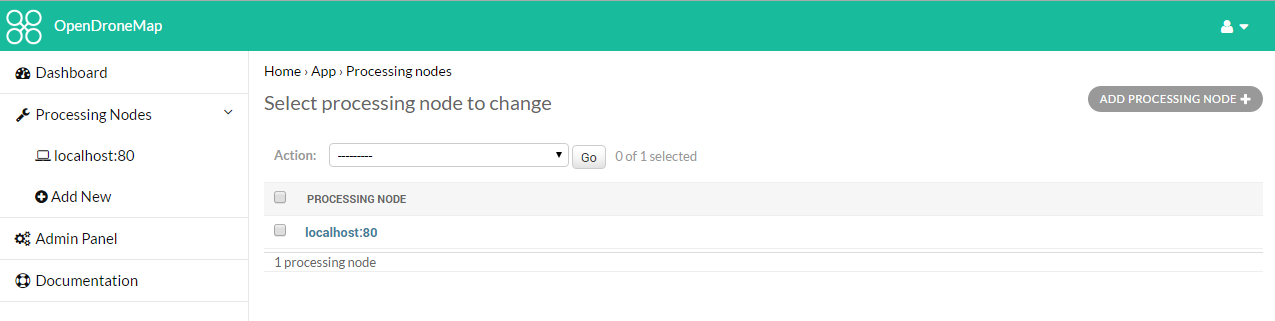 OpenDroneMap
Dashboard
Processing Nodes
localhost:80
Add New
Admin Panel
Documentation
Home › App › Processing nodes
Select processing node to change
ADD PROCESSING NODE
Action: --------- Go 0 of 1 selected
PROCESSING NODE
localhost:80
1 processing node